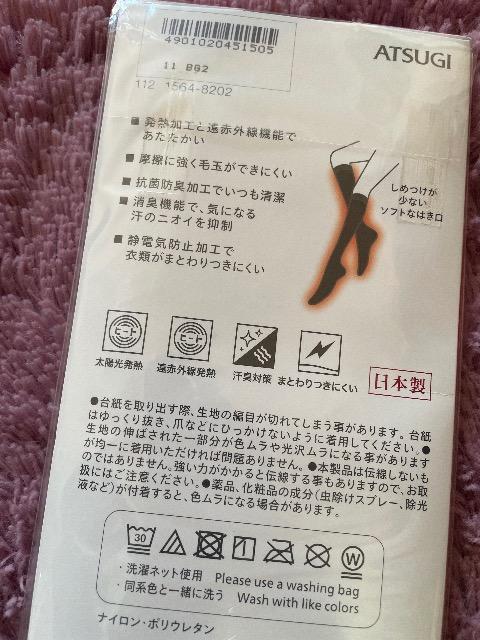 4901020451505
ATSUGI
11 BB2
112 1564-8202
■ 発熱加工と遠赤外線機能で
あたたかい
■ 摩擦に強く毛玉ができにくい
■ 抗菌防臭加工でいつも清潔
■ 消臭機能で、気になる
汗のニオイを抑制
■ 静電気防止加工で
衣類がまとわりつきにくい
しめつけが
少ない
ソフトなはき口
ヒート
太陽光発熱
ヒート
遠赤外線発熱
汗臭対策
まとわりつきにくい
日本製
●台紙を取り出す際、生地の編目が切れてしまう事があります。台紙
はゆっくり抜き、爪などにひっかけないように着用してください。●
生地の伸ばされた一部分が色ムラや光沢ムラになる事があります
が均一に着用いただければ問題ありません。●本製品は伝線しないも
のではありません。強い力がかかると伝線する事もありますので、お取
扱にはご注意ください。●薬品、化粧品の成分(虫除けスプレー、除光
液など)が付着すると、色ムラになる場合があります。
30
W
・洗濯ネット使用 Please use a washing bag
・同系色と一緒に洗う Wash with like colors
ナイロン・ポリウレタン